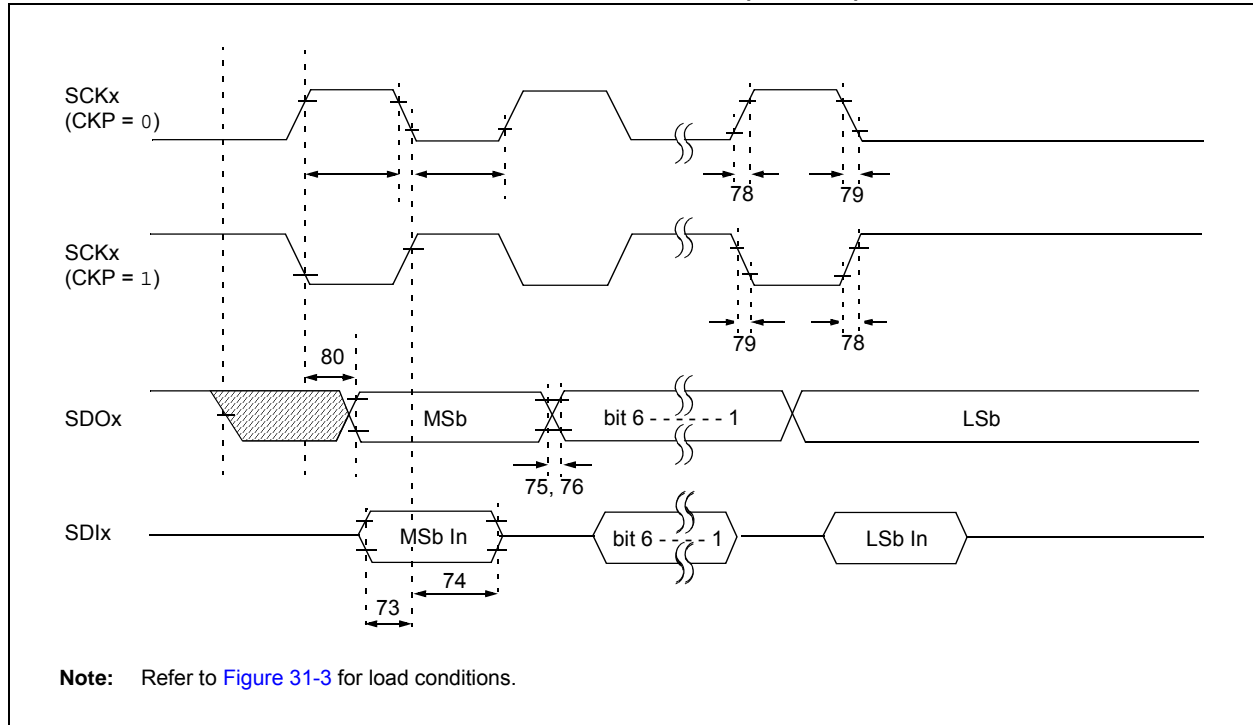 SCKx
(CKP = 0)
78
79
SCKx
(CKP = 1)
79
78
80
SDOx
MSb
bit 6 - - - - - - 1
LSb
75, 76
SDIx
MSb In
bit 6 - - - - - 1
LSb In
74
73
Note: Refer to Figure 31-3 for load conditions.